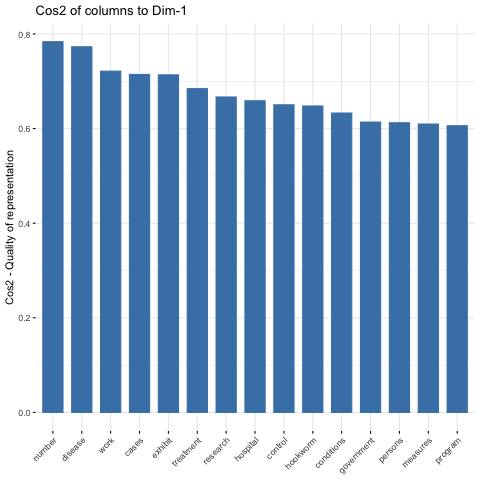 Cos2 of columns to Dim-1
Cos2 - Quality of representation
0.8
0.6
0.4
0.2
0.0
number
disease
work
cases
exhibit
treatment
research
hospital
control
hookworm
conditions
government
persons
measures
program